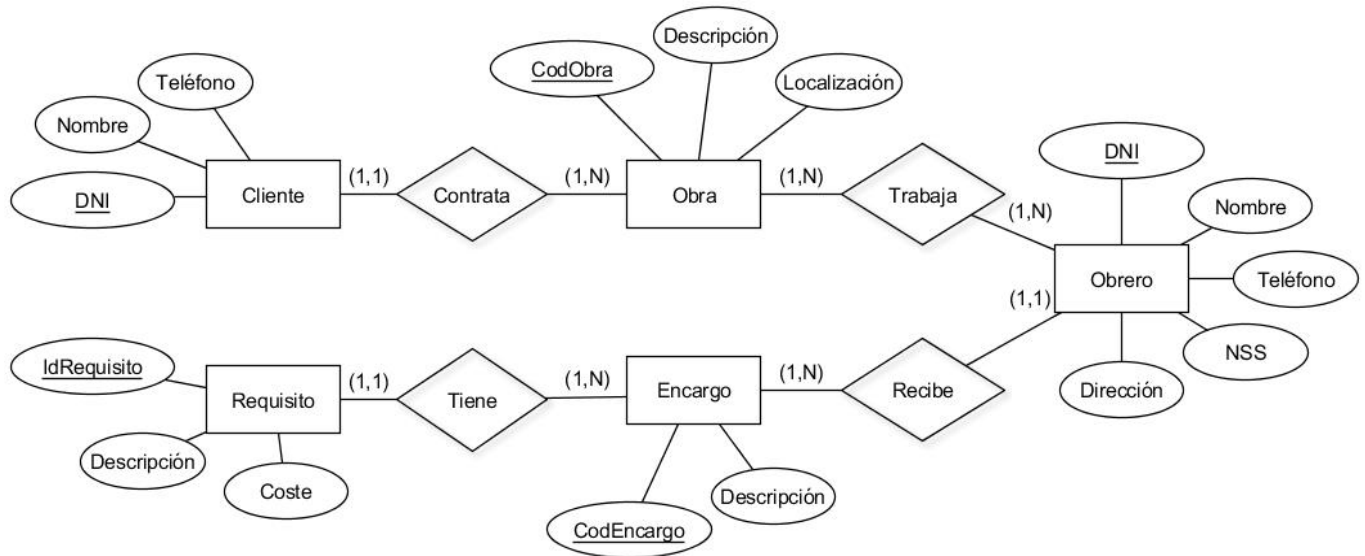 Descripción
CodObra
Teléfono
Localización
Nombre
DNI
DNI
Cliente
(1,1)
Contrata
(1,N)
Obra
(1,N)
Trabaja
(1,N)
Nombre
Obrero
Teléfono
(1,1)
NSS
Dirección
IdRequisito
Requisito
(1,1)
Tiene
(1,N)
Encargo
(1,N)
Recibe
Descripción
Coste
Descripción
CodEncargo